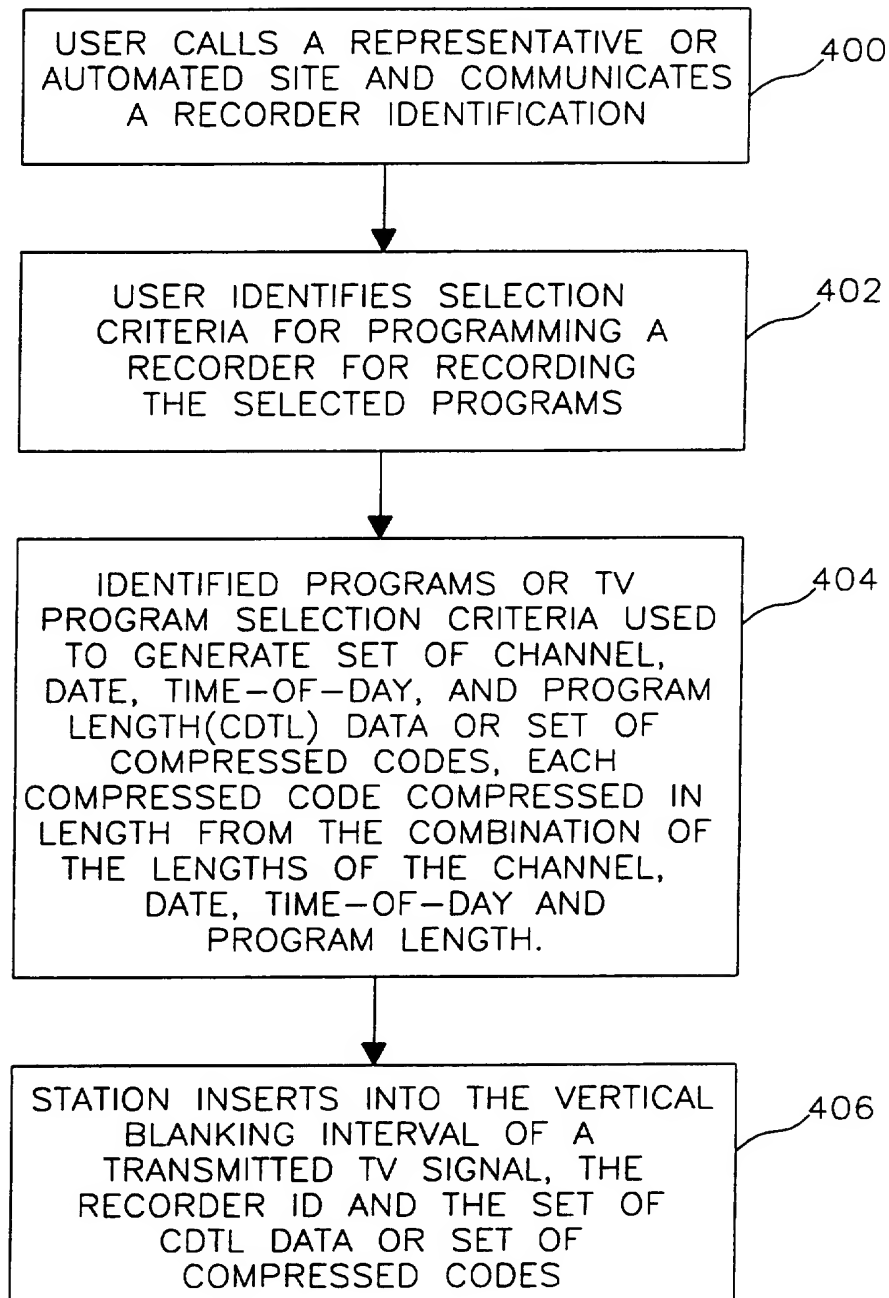 USER CALLS A REPRESENTATIVE OR
AUTOMATED SITE AND COMMUNICATES
A RECORDER IDENTIFICATION
400
USER IDENTIFIES SELECTION
CRITERIA FOR PROGRAMMING A
RECORDER FOR RECORDING
THE SELECTED PROGRAMS
402
IDENTIFIED PROGRAMS OR TV
PROGRAM SELECTION CRITERIA USED
TO GENERATE SET OF CHANNEL,
DATE, TIME-OF-DAY, AND PROGRAM
LENGTH(CDTL) DATA OR SET OF
COMPRESSED CODES, EACH
COMPRESSED CODE COMPRESSED IN
LENGTH FROM THE COMBINATION OF
THE LENGTHS OF THE CHANNEL,
DATE, TIME-OF-DAY AND
PROGRAM LENGTH.
404
STATION INSERTS INTO THE VERTICAL
BLANKING INTERVAL OF A
TRANSMITTED TV SIGNAL, THE
RECORDER ID AND THE SET OF
CDTL DATA OR SET OF
COMPRESSED CODES
406